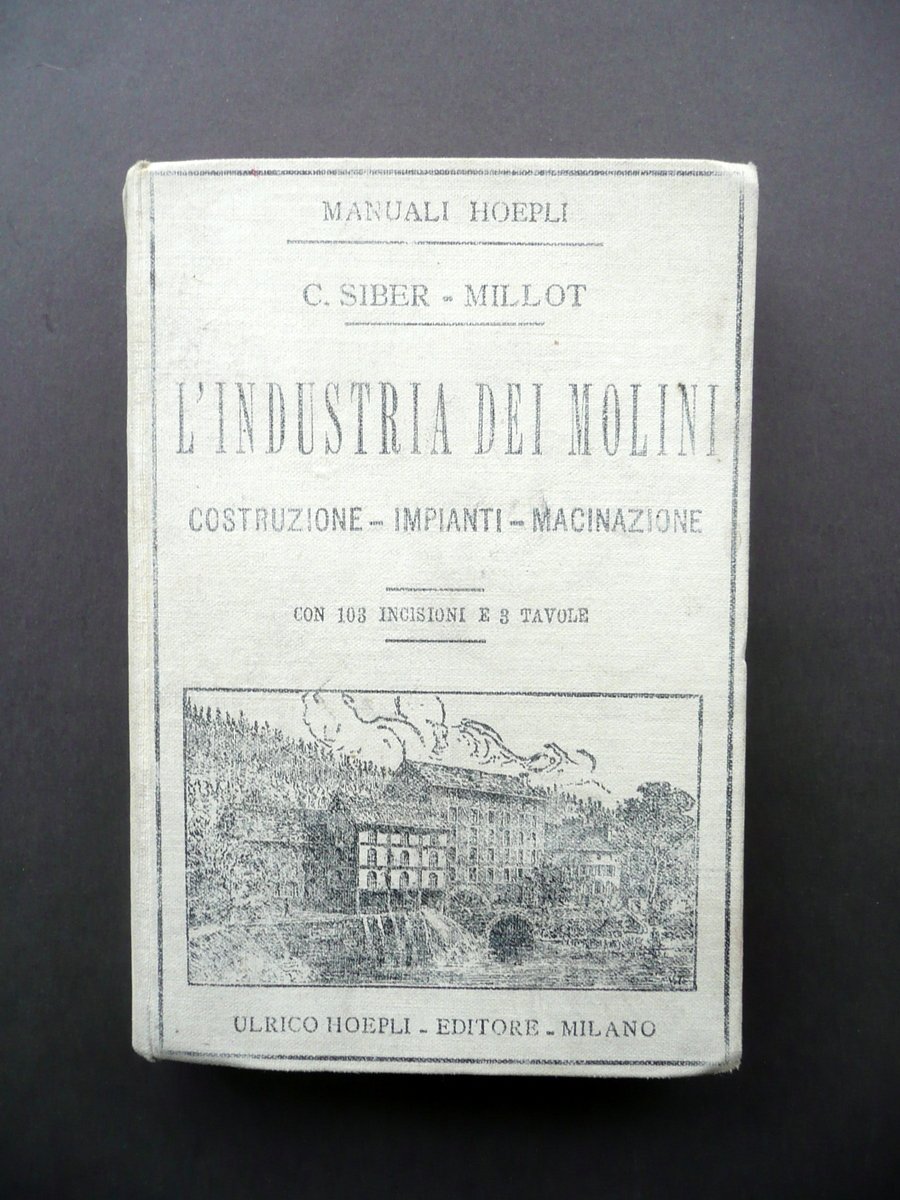 MANUALI HOEPLI
C. SIBER - MILLOT
L'INDUSTRIA DEI MOLINI
COSTRUZIONE - IMPIANTI - MACINAZIONE
CON 103 INCISIONI E 3 TAVOLE
ULRICO HOEPLI - EDITORE - MILANO